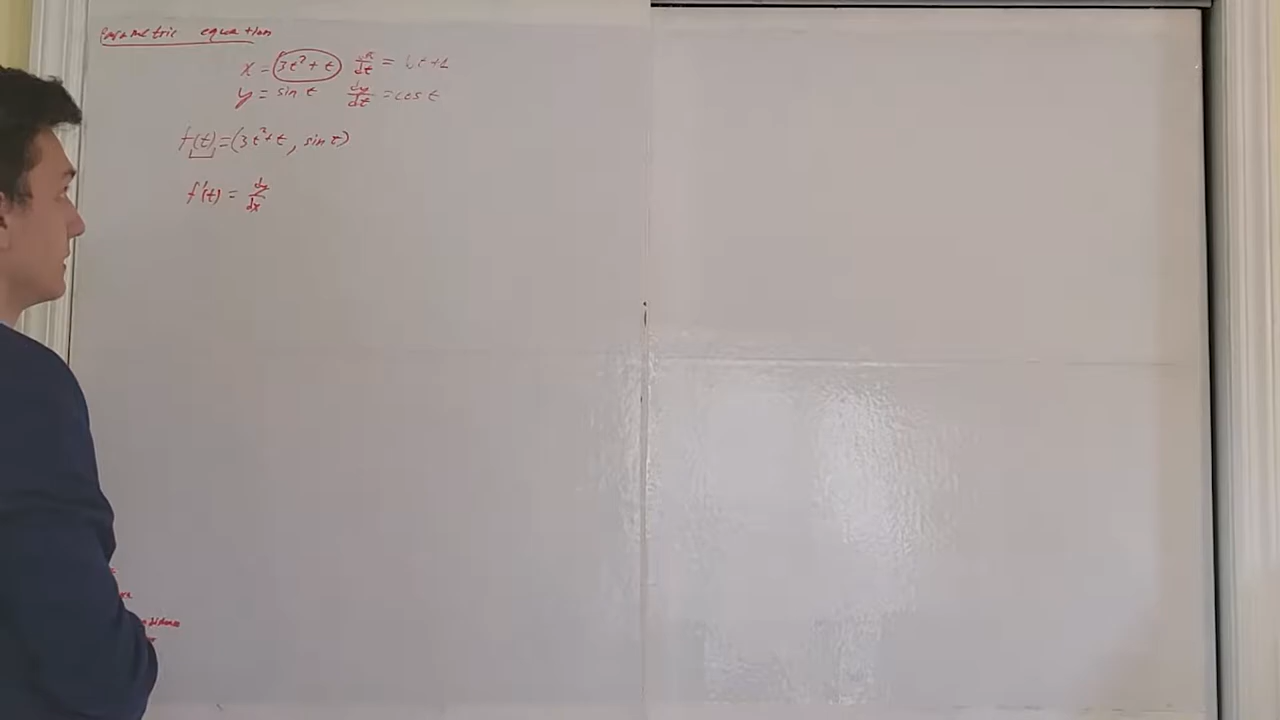 Parametric equation
x = 3t² + t dx/dt = 6t+1
y = sin t dy/dt = cos t
f(t) = (3t²+t, sin t)
f'(t) = dy/dx